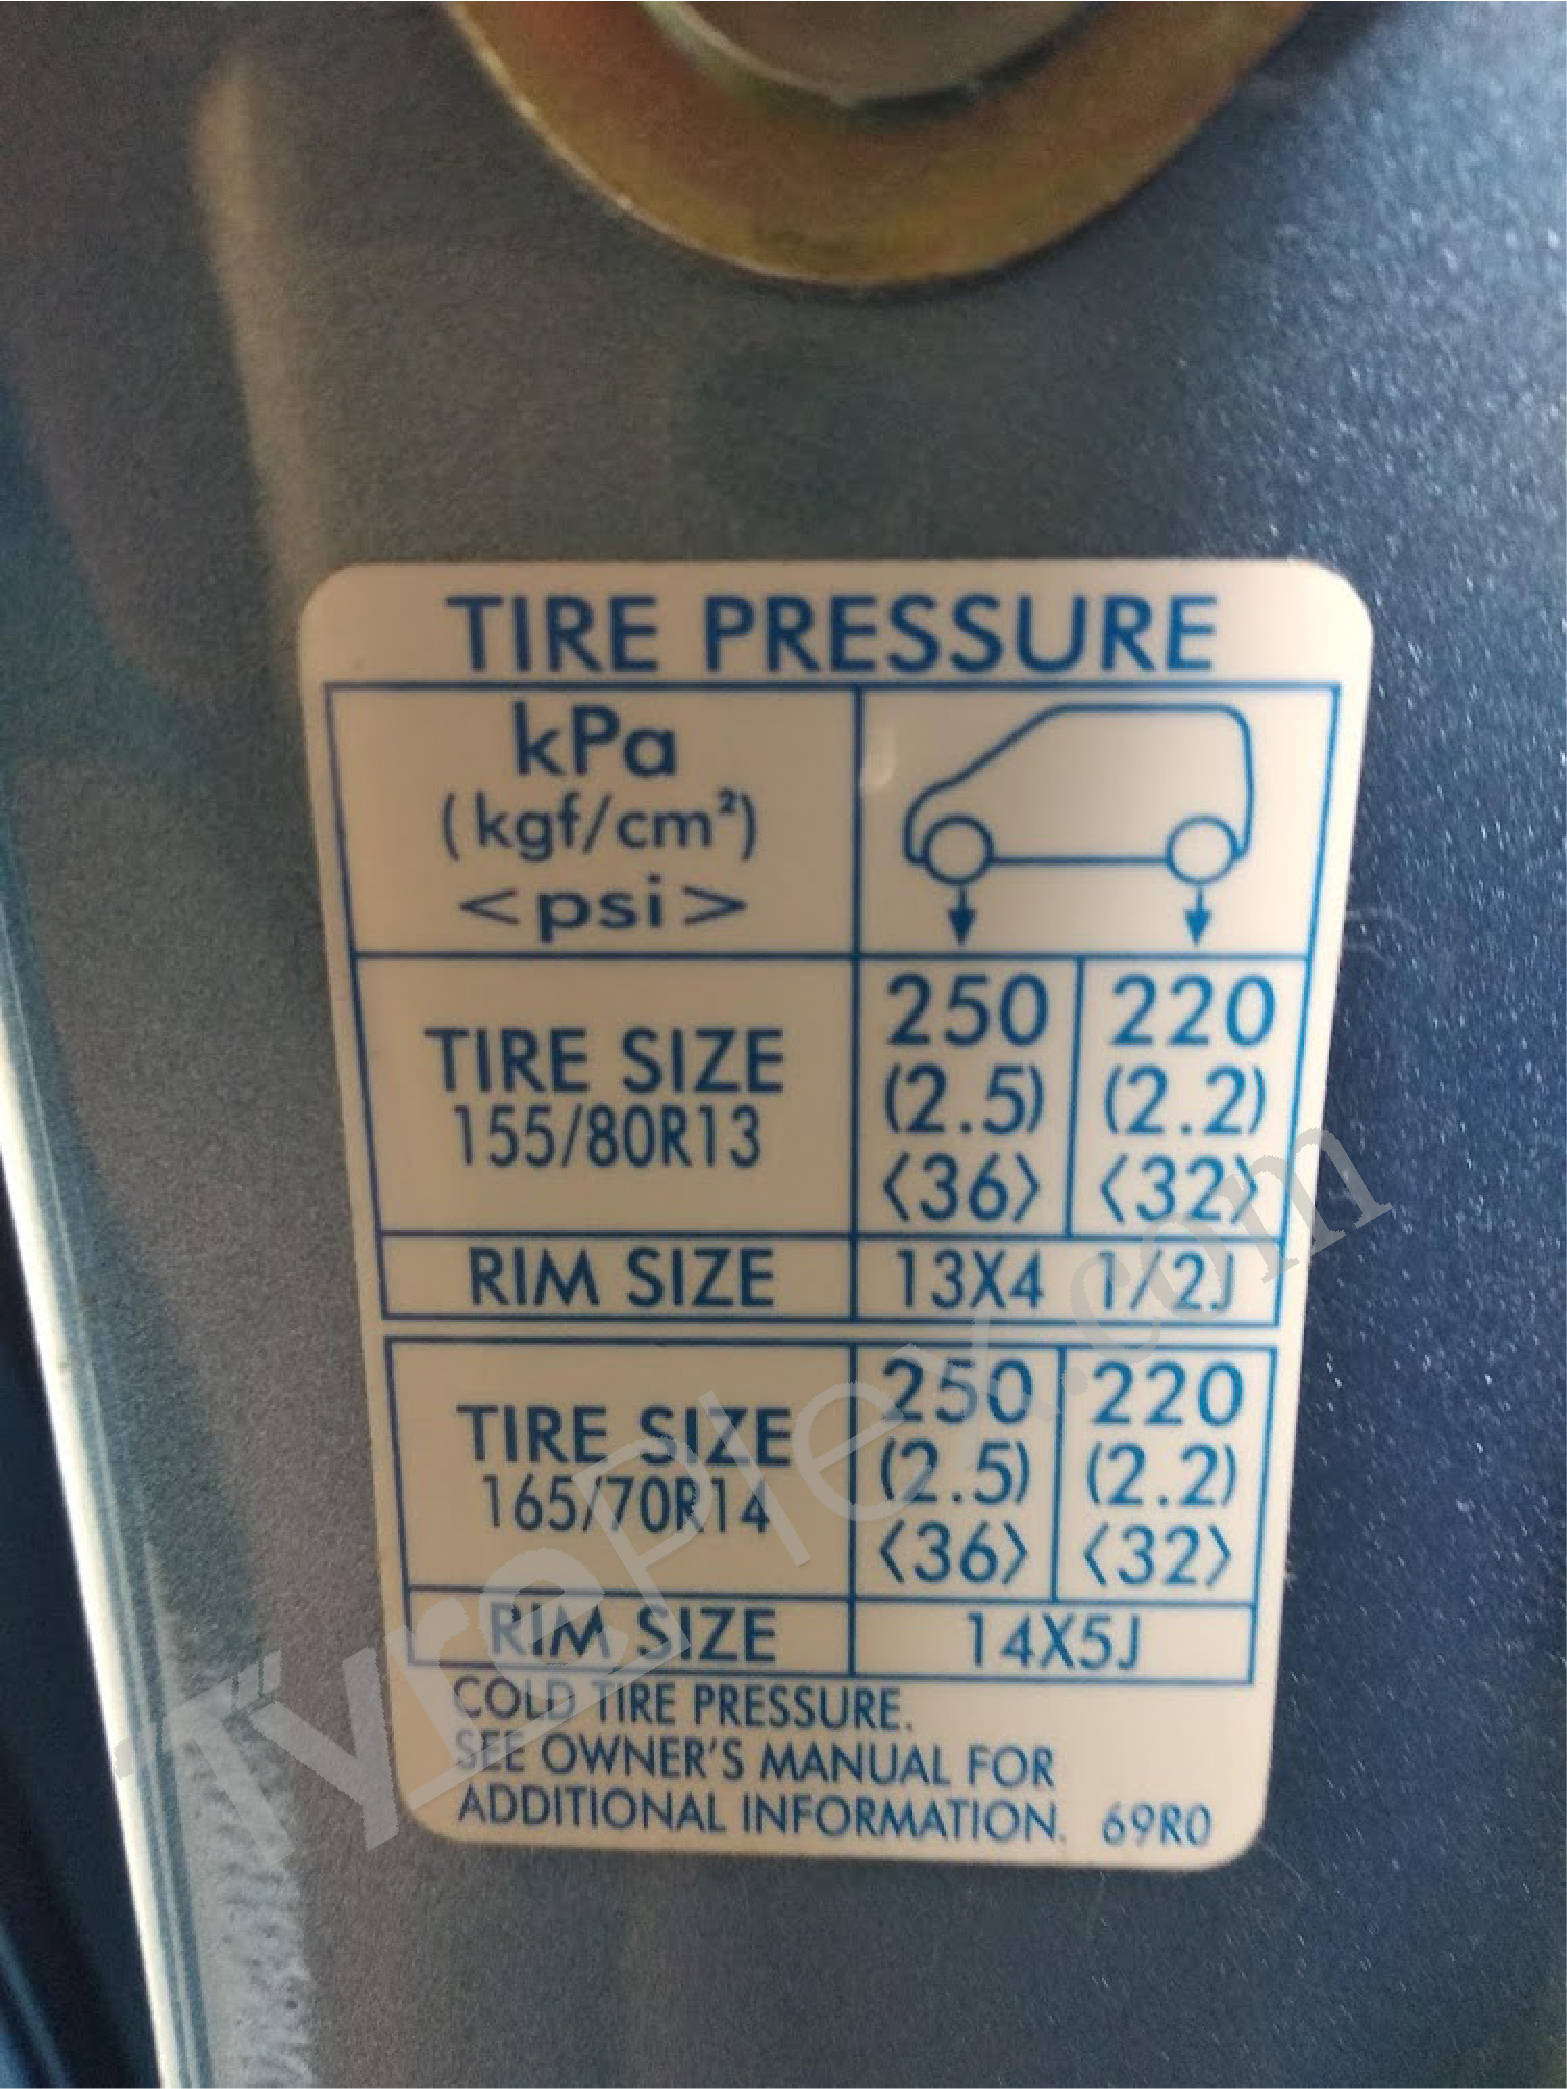 TIRE PRESSURE
kPa
(kgf/cm²)
<psi>
TIRE SIZE
155/80R13
250 220
(2.5) (2.2)
〈36〉 〈32〉
RIM SIZE 13X4 1/2J
TIRE SIZE
165/70R14
250 220
(2.5) (2.2)
〈36〉 〈32〉
RIM SIZE 14X5J
COLD TIRE PRESSURE.
SEE OWNER'S MANUAL FOR
ADDITIONAL INFORMATION. 69R0
TyrePlex.com